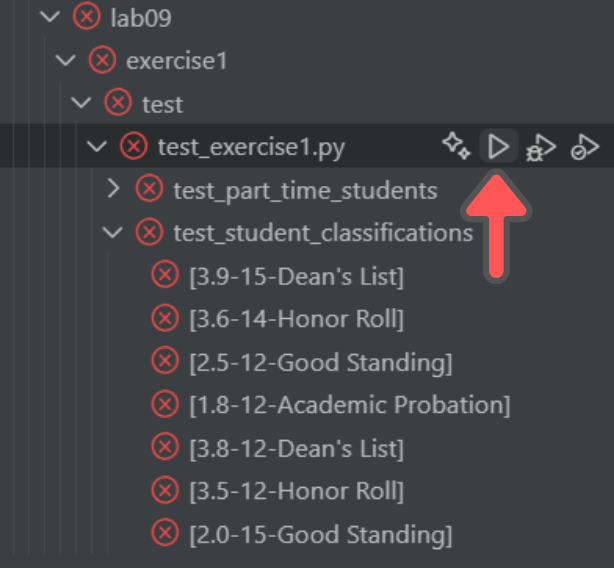 lab09
exercise1
test
test_exercise1.py
test_part_time_students
test_student_classifications
[3.9-15-Dean's List]
[3.6-14-Honor Roll]
[2.5-12-Good Standing]
[1.8-12-Academic Probation]
[3.8-12-Dean's List]
[3.5-12-Honor Roll]
[2.0-15-Good Standing]